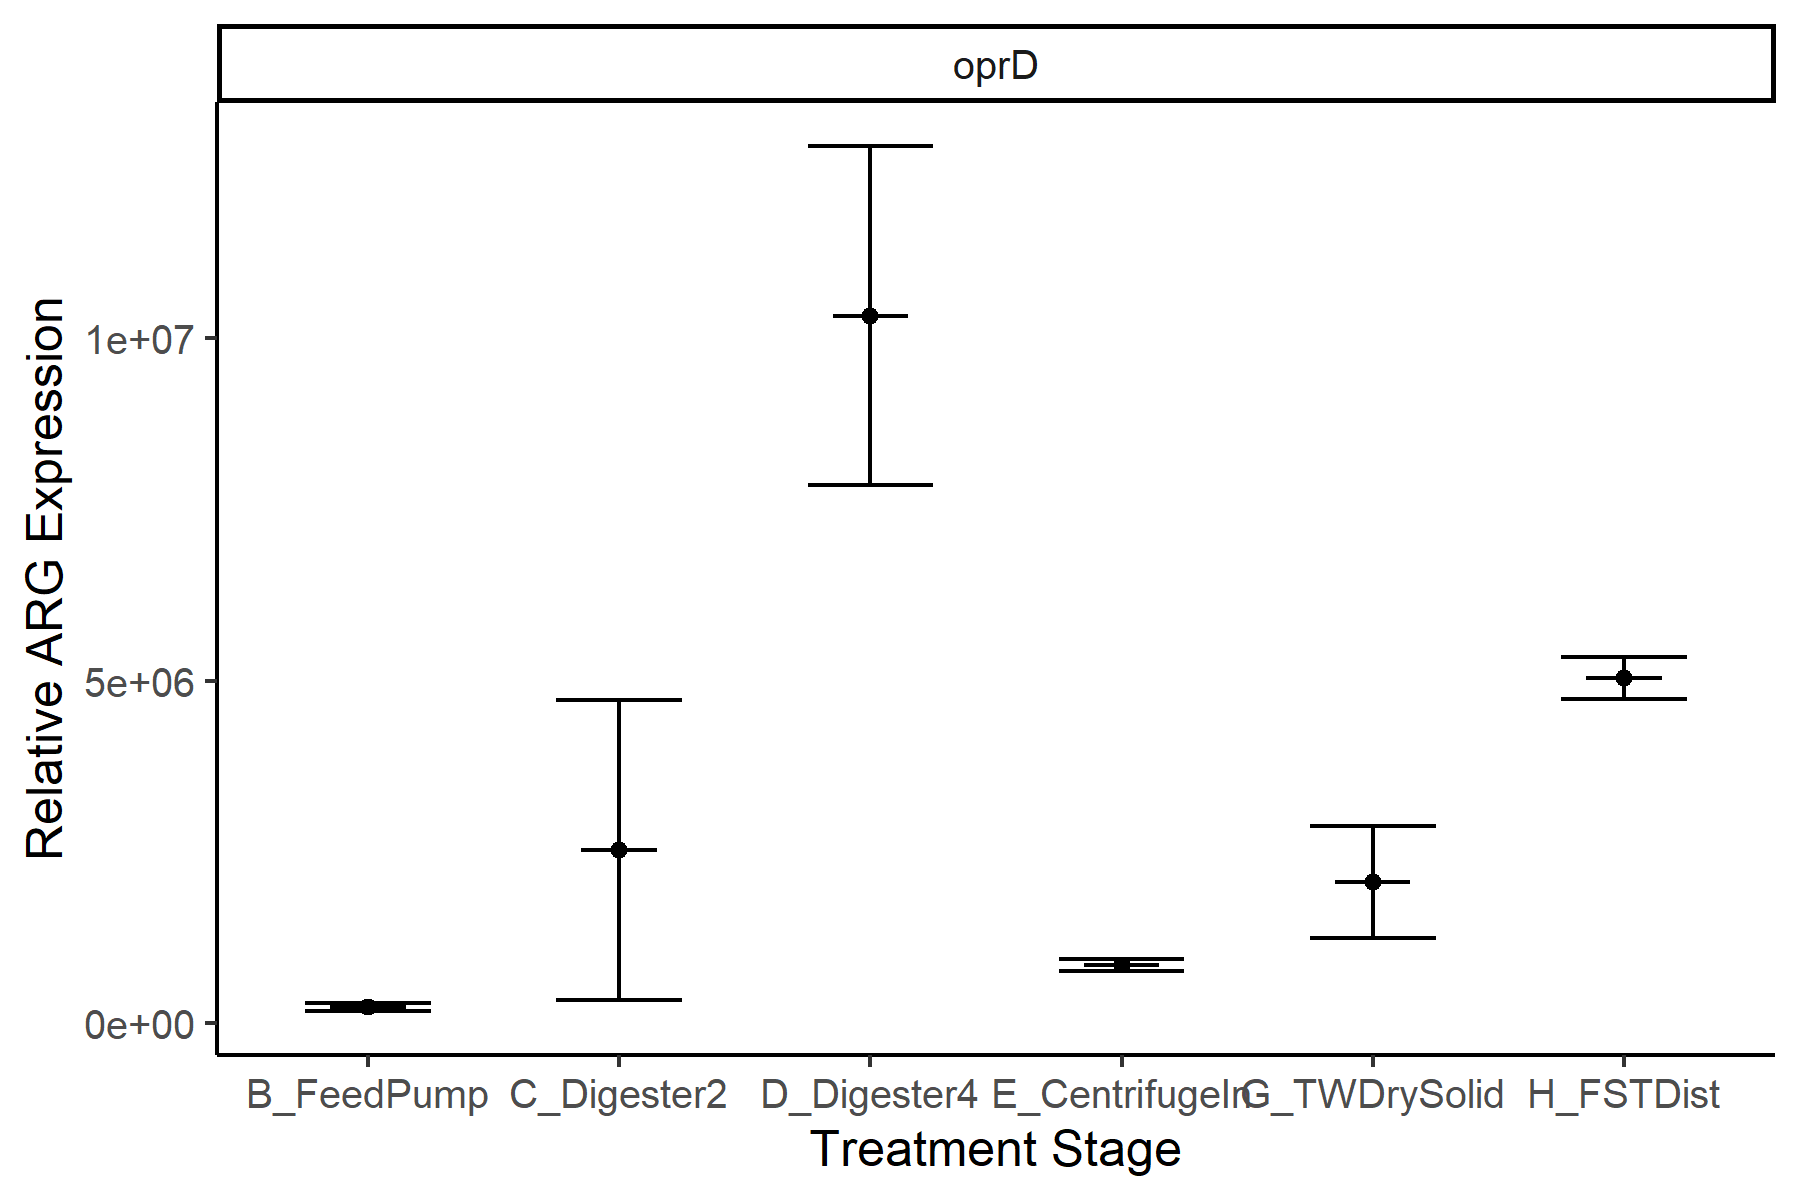 oprD
Relative ARG Expression
1e+07
5e+06
0e+00
B_FeedPump C_Digester2 D_Digester4 E_CentrifugeIn G_TWDrySolid H_FSTDist
Treatment Stage